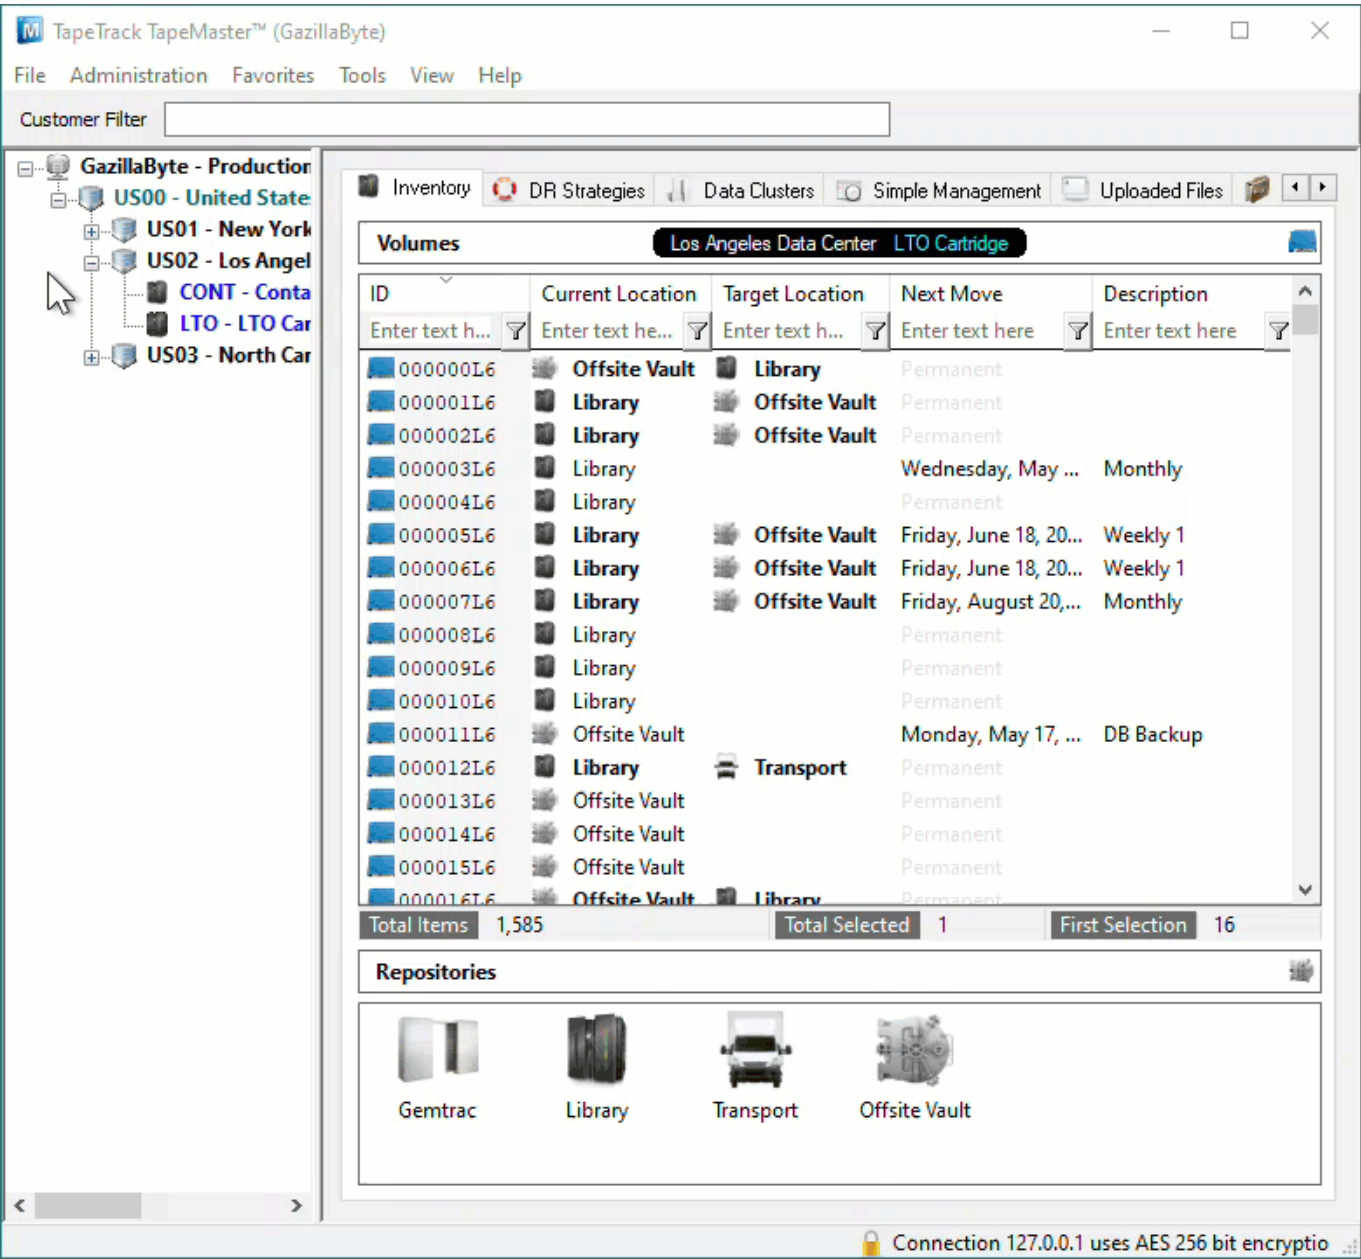 TapeTrack TapeMaster™ (GazillaByte)
File Administration Favorites Tools View Help
Customer Filter
GazillaByte - Production
US00 - United State
US01 - New York
US02 - Los Angel
CONT - Conta
LTO - LTO Car
US03 - North Car
Inventory DR Strategies Data Clusters Simple Management Uploaded Files
Volumes Los Angeles Data Center LTO Cartridge
ID Current Location Target Location Next Move Description
Enter text h... Enter text he... Enter text h... Enter text here Enter text here
000000L6 Offsite Vault Library Permanent
000001L6 Library Offsite Vault Permanent
000002L6 Library Offsite Vault Permanent
000003L6 Library Wednesday, May ... Monthly
000004L6 Library Permanent
000005L6 Library Offsite Vault Friday, June 18, 20... Weekly 1
000006L6 Library Offsite Vault Friday, June 18, 20... Weekly 1
000007L6 Library Offsite Vault Friday, August 20,... Monthly
000008L6 Library Permanent
000009L6 Library Permanent
000010L6 Library Permanent
000011L6 Offsite Vault Monday, May 17, ... DB Backup
000012L6 Library Transport Permanent
000013L6 Offsite Vault Permanent
000014L6 Offsite Vault Permanent
000015L6 Offsite Vault Permanent
000016L6 Offsite Vault Library Permanent
Total Items 1,585 Total Selected 1 First Selection 16
Repositories
Gemtrac Library Transport Offsite Vault
Connection 127.0.0.1 uses AES 256 bit encryptio